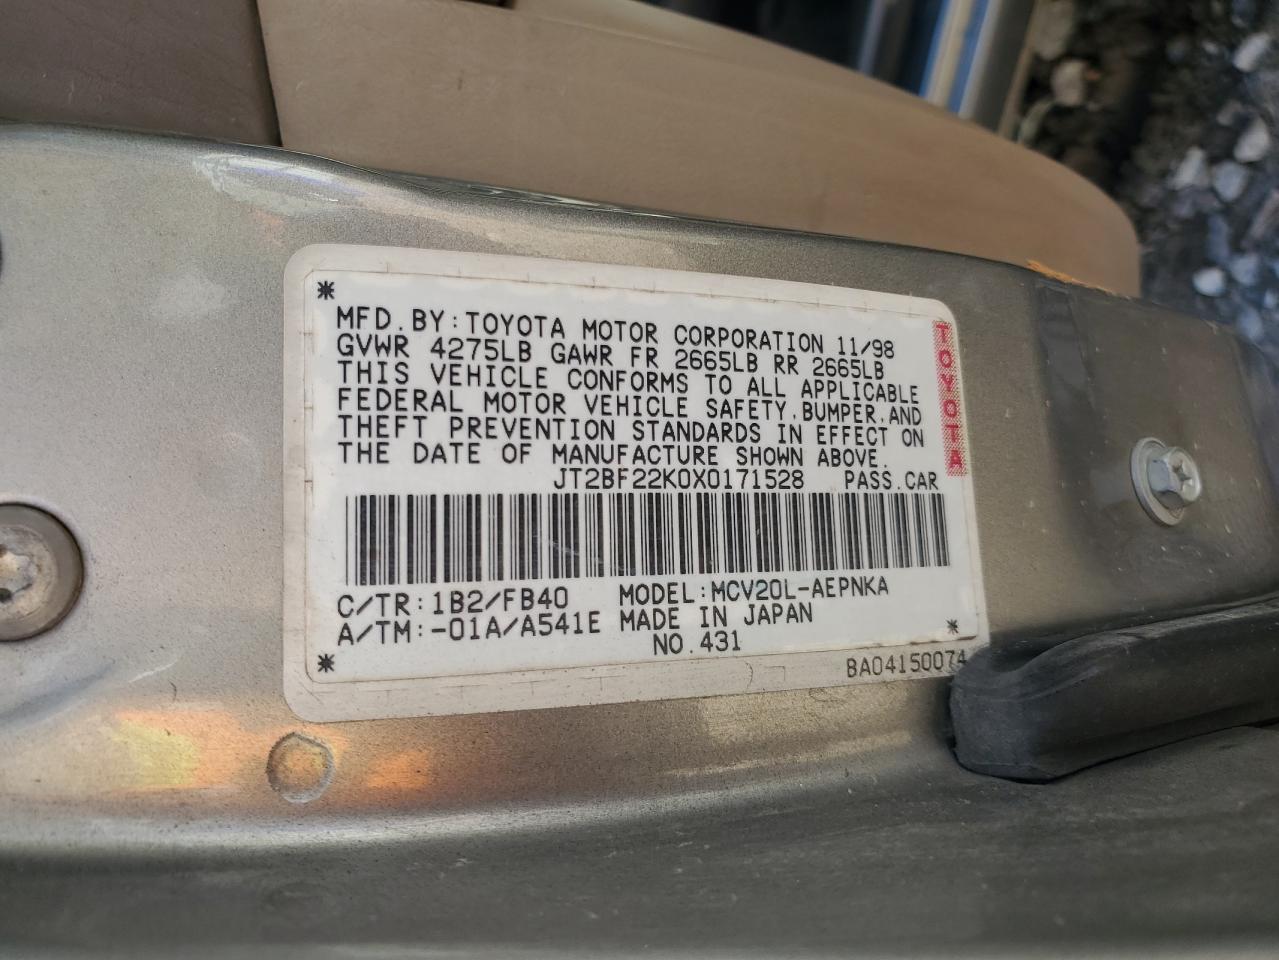 MFD.BY:TOYOTA MOTOR CORPORATION 11/98
GVWR 4275LB GAWR FR 2665LB RR 2665LB
THIS VEHICLE CONFORMS TO ALL APPLICABLE
FEDERAL MOTOR VEHICLE SAFETY,BUMPER,AND
THEFT PREVENTION STANDARDS IN EFFECT ON
THE DATE OF MANUFACTURE SHOWN ABOVE.
JT2BF22K0X0171528 PASS.CAR
C/TR:1B2/FB40 MODEL:MCV20L-AEPNKA
A/TM:-01A/A541E MADE IN JAPAN
NO.431
BA04150074
TOYOTA